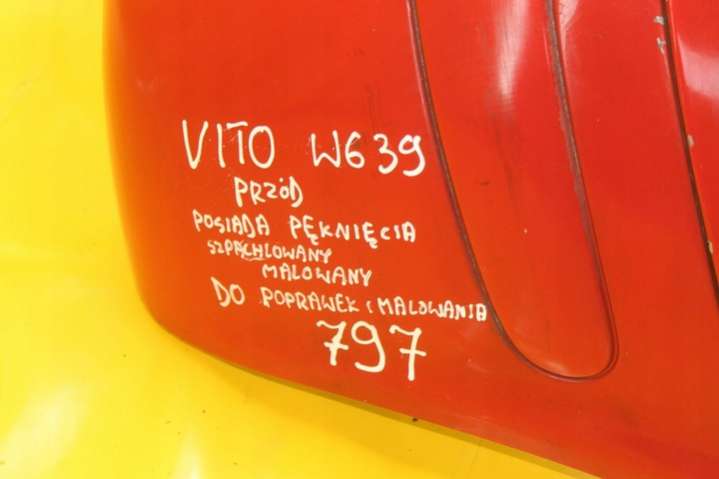 VITO W639
PRZÓD
POSIADA PĘKNIĘCIA
SZPACHLOWANY
MALOWANY
DO POPRAWEK i MALOWANIA
797